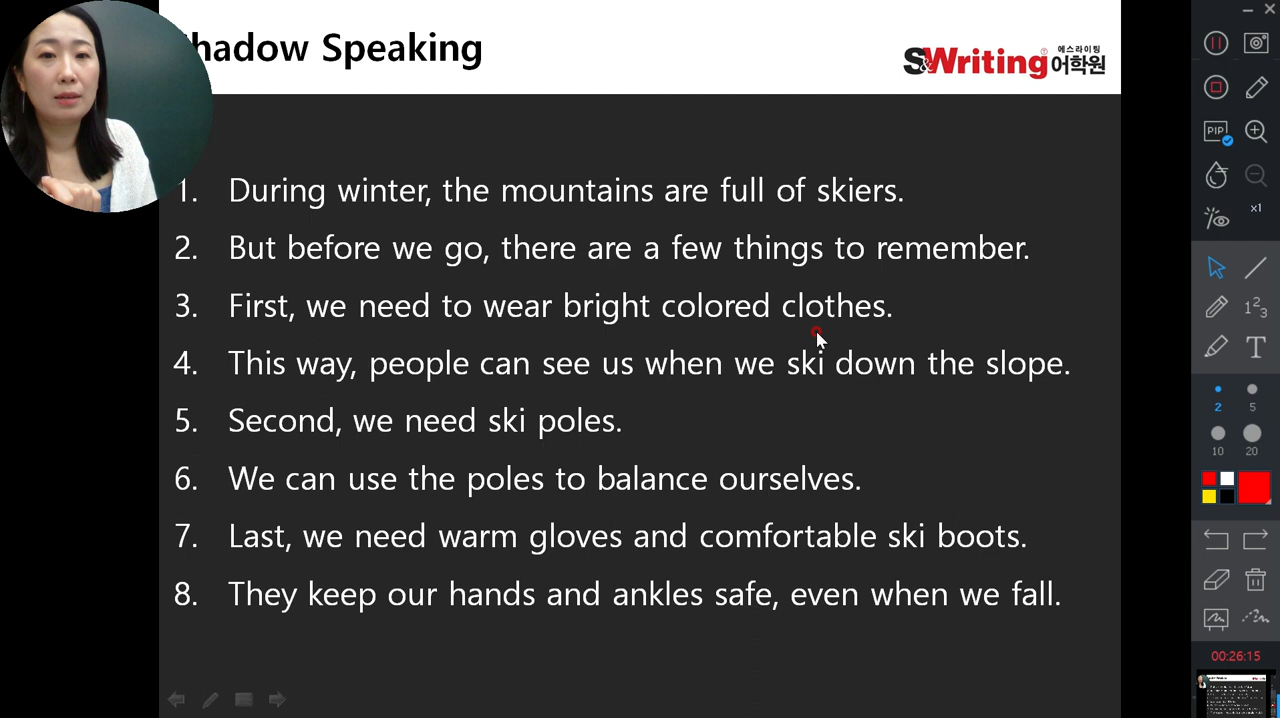 hadow Speaking
S&Writing 어학원
에스라이팅
1. During winter, the mountains are full of skiers.
2. But before we go, there are a few things to remember.
3. First, we need to wear bright colored clothes.
4. This way, people can see us when we ski down the slope.
5. Second, we need ski poles.
6. We can use the poles to balance ourselves.
7. Last, we need warm gloves and comfortable ski boots.
8. They keep our hands and ankles safe, even when we fall.
PIP
x1
1 2 3
T
2 5
10 20
00:26:15